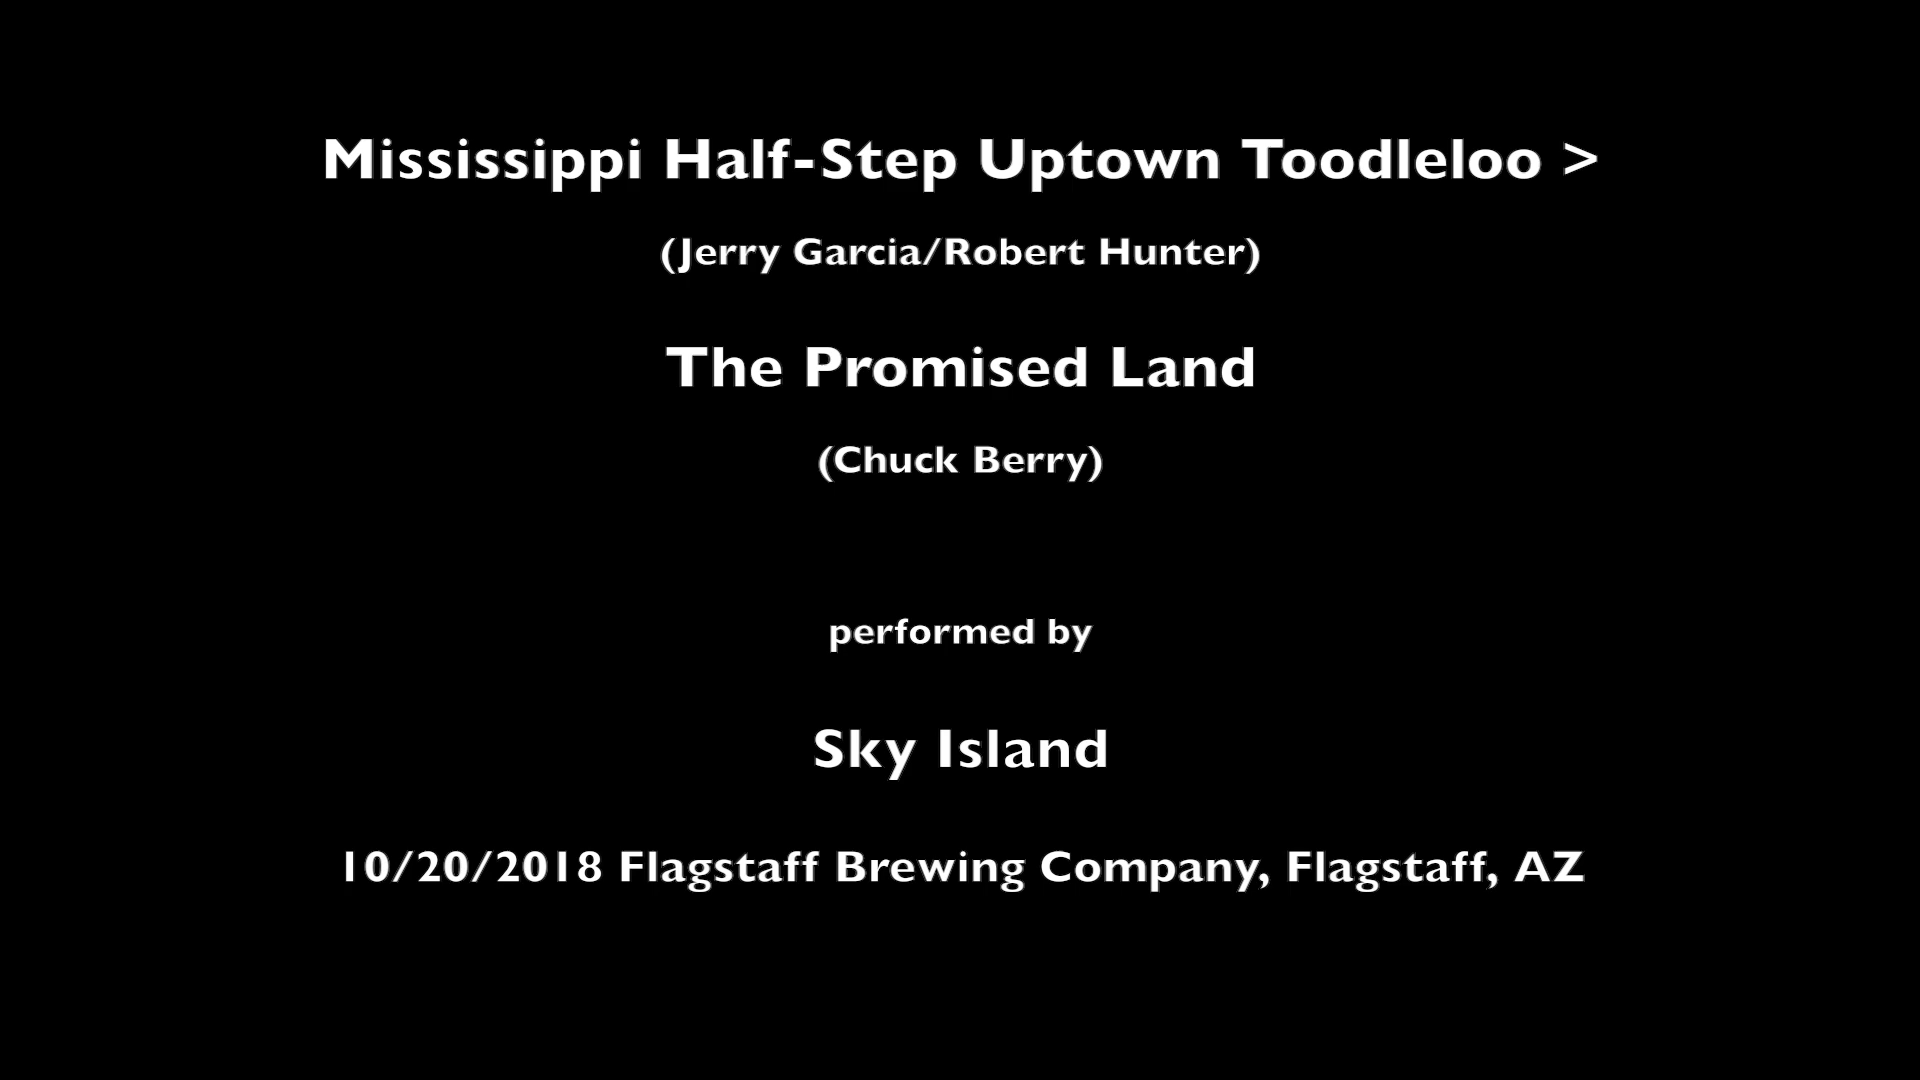 Mississippi Half-Step Uptown Toodleloo >
(Jerry Garcia/Robert Hunter)
The Promised Land
(Chuck Berry)
performed by
Sky Island
10/20/2018 Flagstaff Brewing Company, Flagstaff, AZ